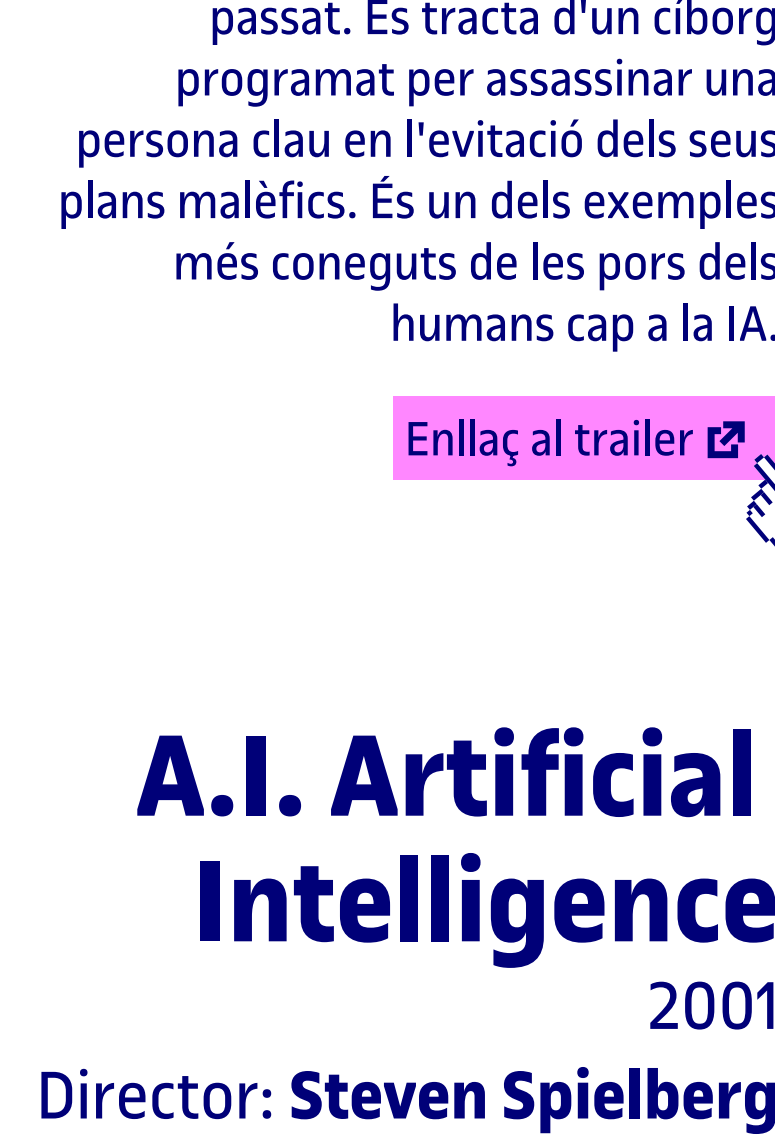 passat. Es tracta d'un cíborg
programat per assassinar una
persona clau en l'evitació dels seus
plans malèfics. És un dels exemples
més coneguts de les pors dels
humans cap a la IA.
Enllaç al trailer
A.I. Artificial
Intelligence
2001
Director: Steven Spielberg